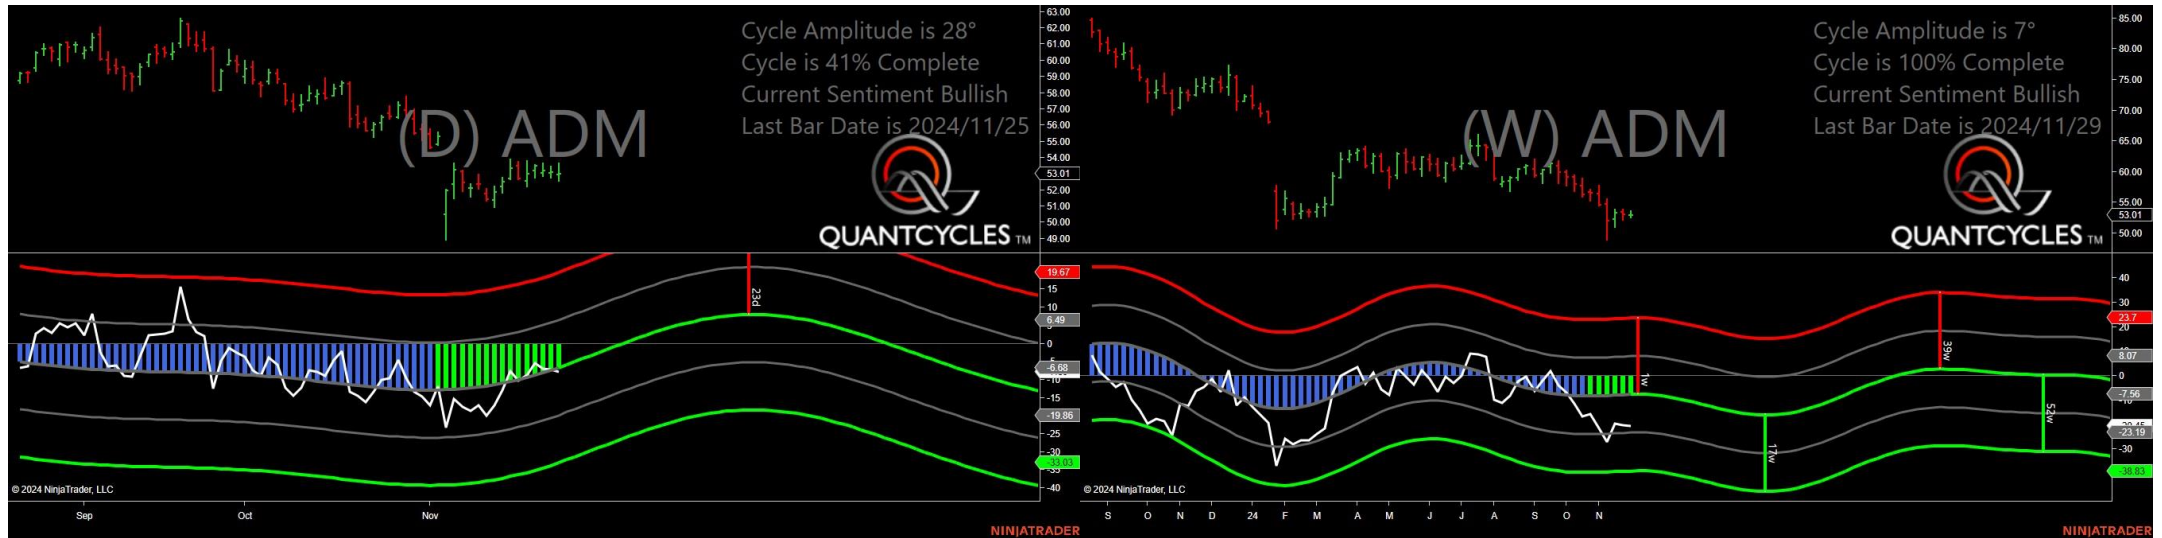 Cycle Amplitude is 28°
Cycle is 41% Complete
Current Sentiment Bullish
Last Bar Date is 2024/11/25
(D) ADM
QUANTCYCLES TM
63.00
62.00
61.00
60.00
59.00
58.00
57.00
56.00
55.00
54.00
53.01
52.00
51.00
50.00
49.00
23d
19.67
15
10
6.49
0
-6.68
-10
-15
-19.86
-25
-30
-33.03
-35
-40
© 2024 NinjaTrader, LLC
Sep
Oct
Nov
NINJATRADER
Cycle Amplitude is 7°
Cycle is 100% Complete
Current Sentiment Bullish
Last Bar Date is 2024/11/29
(W) ADM
QUANTCYCLES TM
85.00
80.00
75.00
70.00
65.00
60.00
55.00
53.01
50.00
1w
17w
39w
52w
40
30
23.7
20
8.07
0
-7.56
-10
-23.19
-30
-38.83
© 2024 NinjaTrader, LLC
S
O
N
D
24
F
M
A
M
J
J
A
S
O
N
NINJATRADER